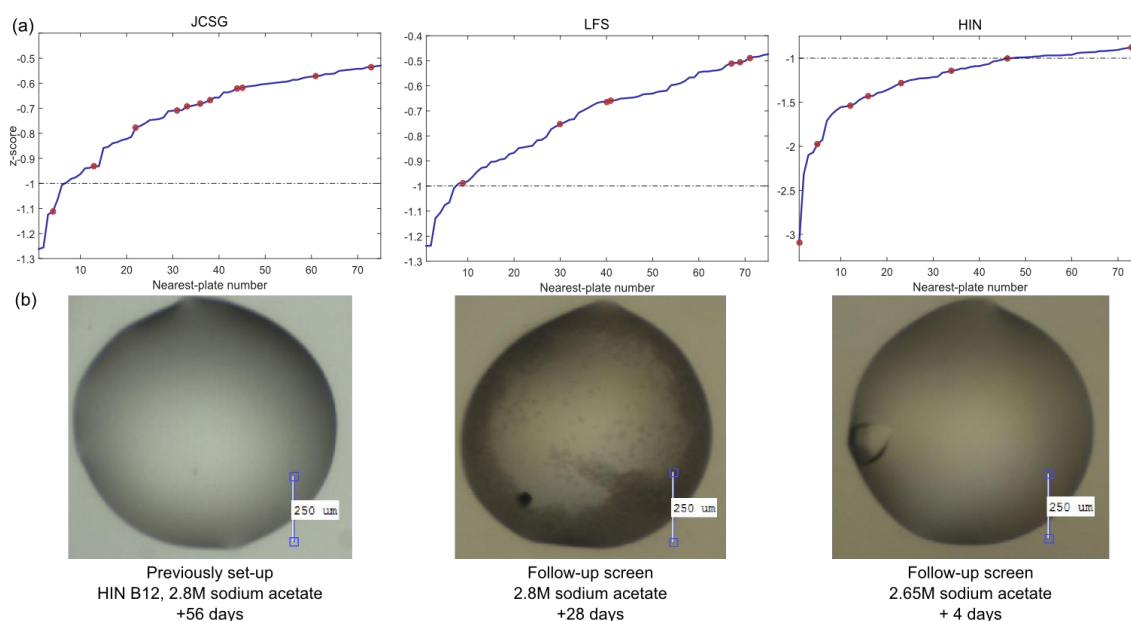 (a)
JCSG
LFS
HIN
z-score
-0.5
-0.6
-0.7
-0.8
-0.9
-1
-1.1
-1.2
-1.3
10 20 30 40 50 60 70
Nearest-plate number
-0.4
-0.5
-0.6
-0.7
-0.8
-0.9
-1
-1.1
-1.2
-1.3
10 20 30 40 50 60 70
Nearest-plate number
-1
-1.5
-2
-2.5
-3
10 20 30 40 50 60 70
Nearest-plate number
(b)
250 um
250 um
250 um
Previously set-up
HIN B12, 2.8M sodium acetate
+56 days
Follow-up screen
2.8M sodium acetate
+28 days
Follow-up screen
2.65M sodium acetate
+ 4 days